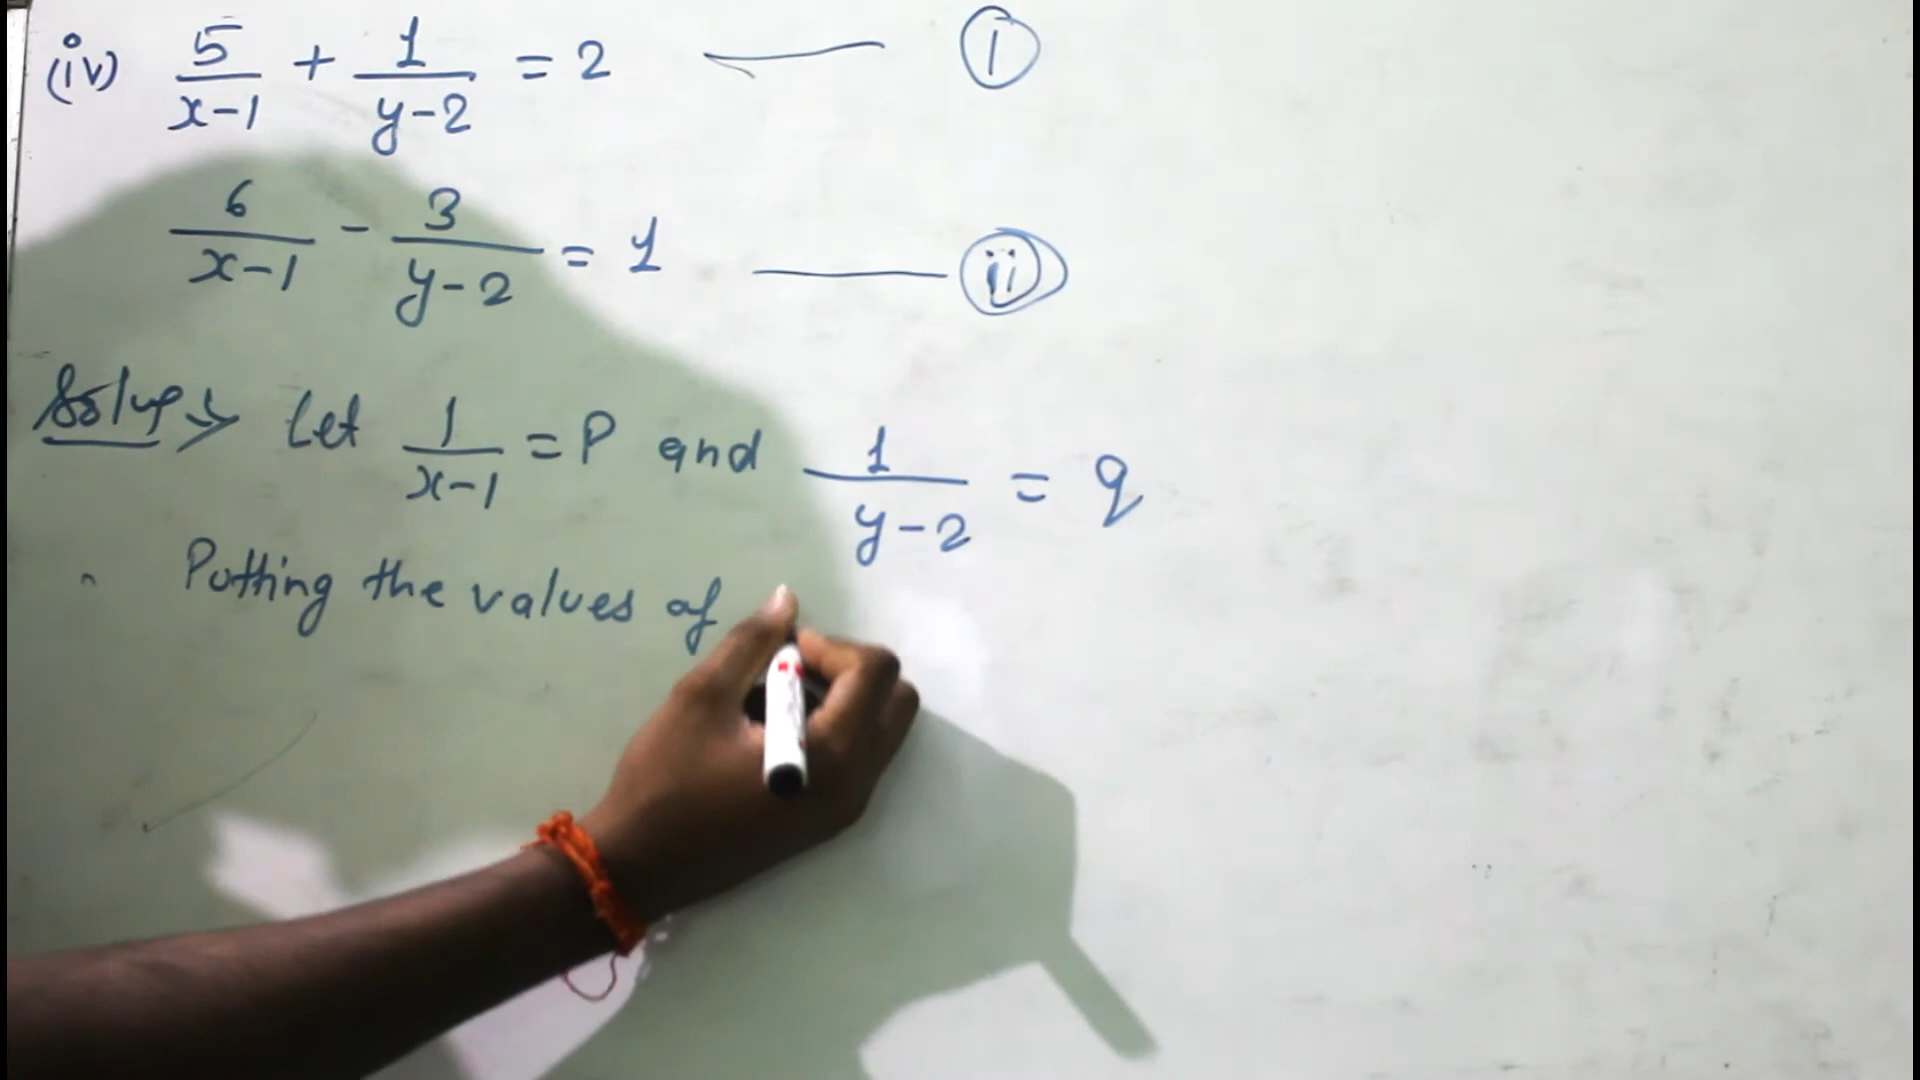 (iv) 5/(x-1) + 1/(y-2) = 2 — (i)
6/(x-1) - 3/(y-2) = 1 — (ii)
Let 1/(x-1) = P and 1/(y-2) = q
Putting the values of